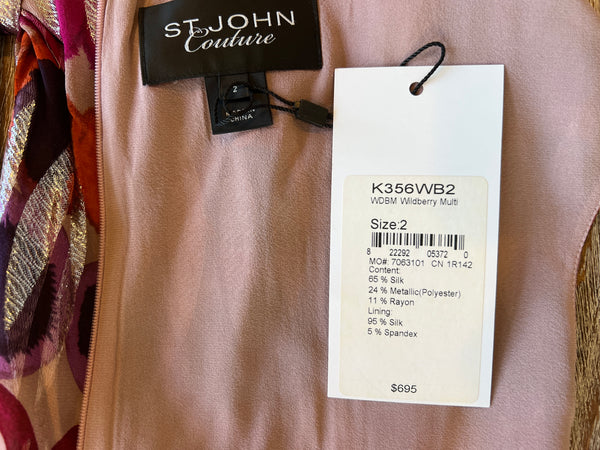 ST. JOHN
Couture
2
CHINA
K356WB2
WDBM Wildberry Multi
Size:2
8 22292 05372 0
MO#: 7063101 CN 1R142
Content:
65 % Silk
24 % Metallic(Polyester)
11 % Rayon
Lining:
95 % Silk
5 % Spandex
$695